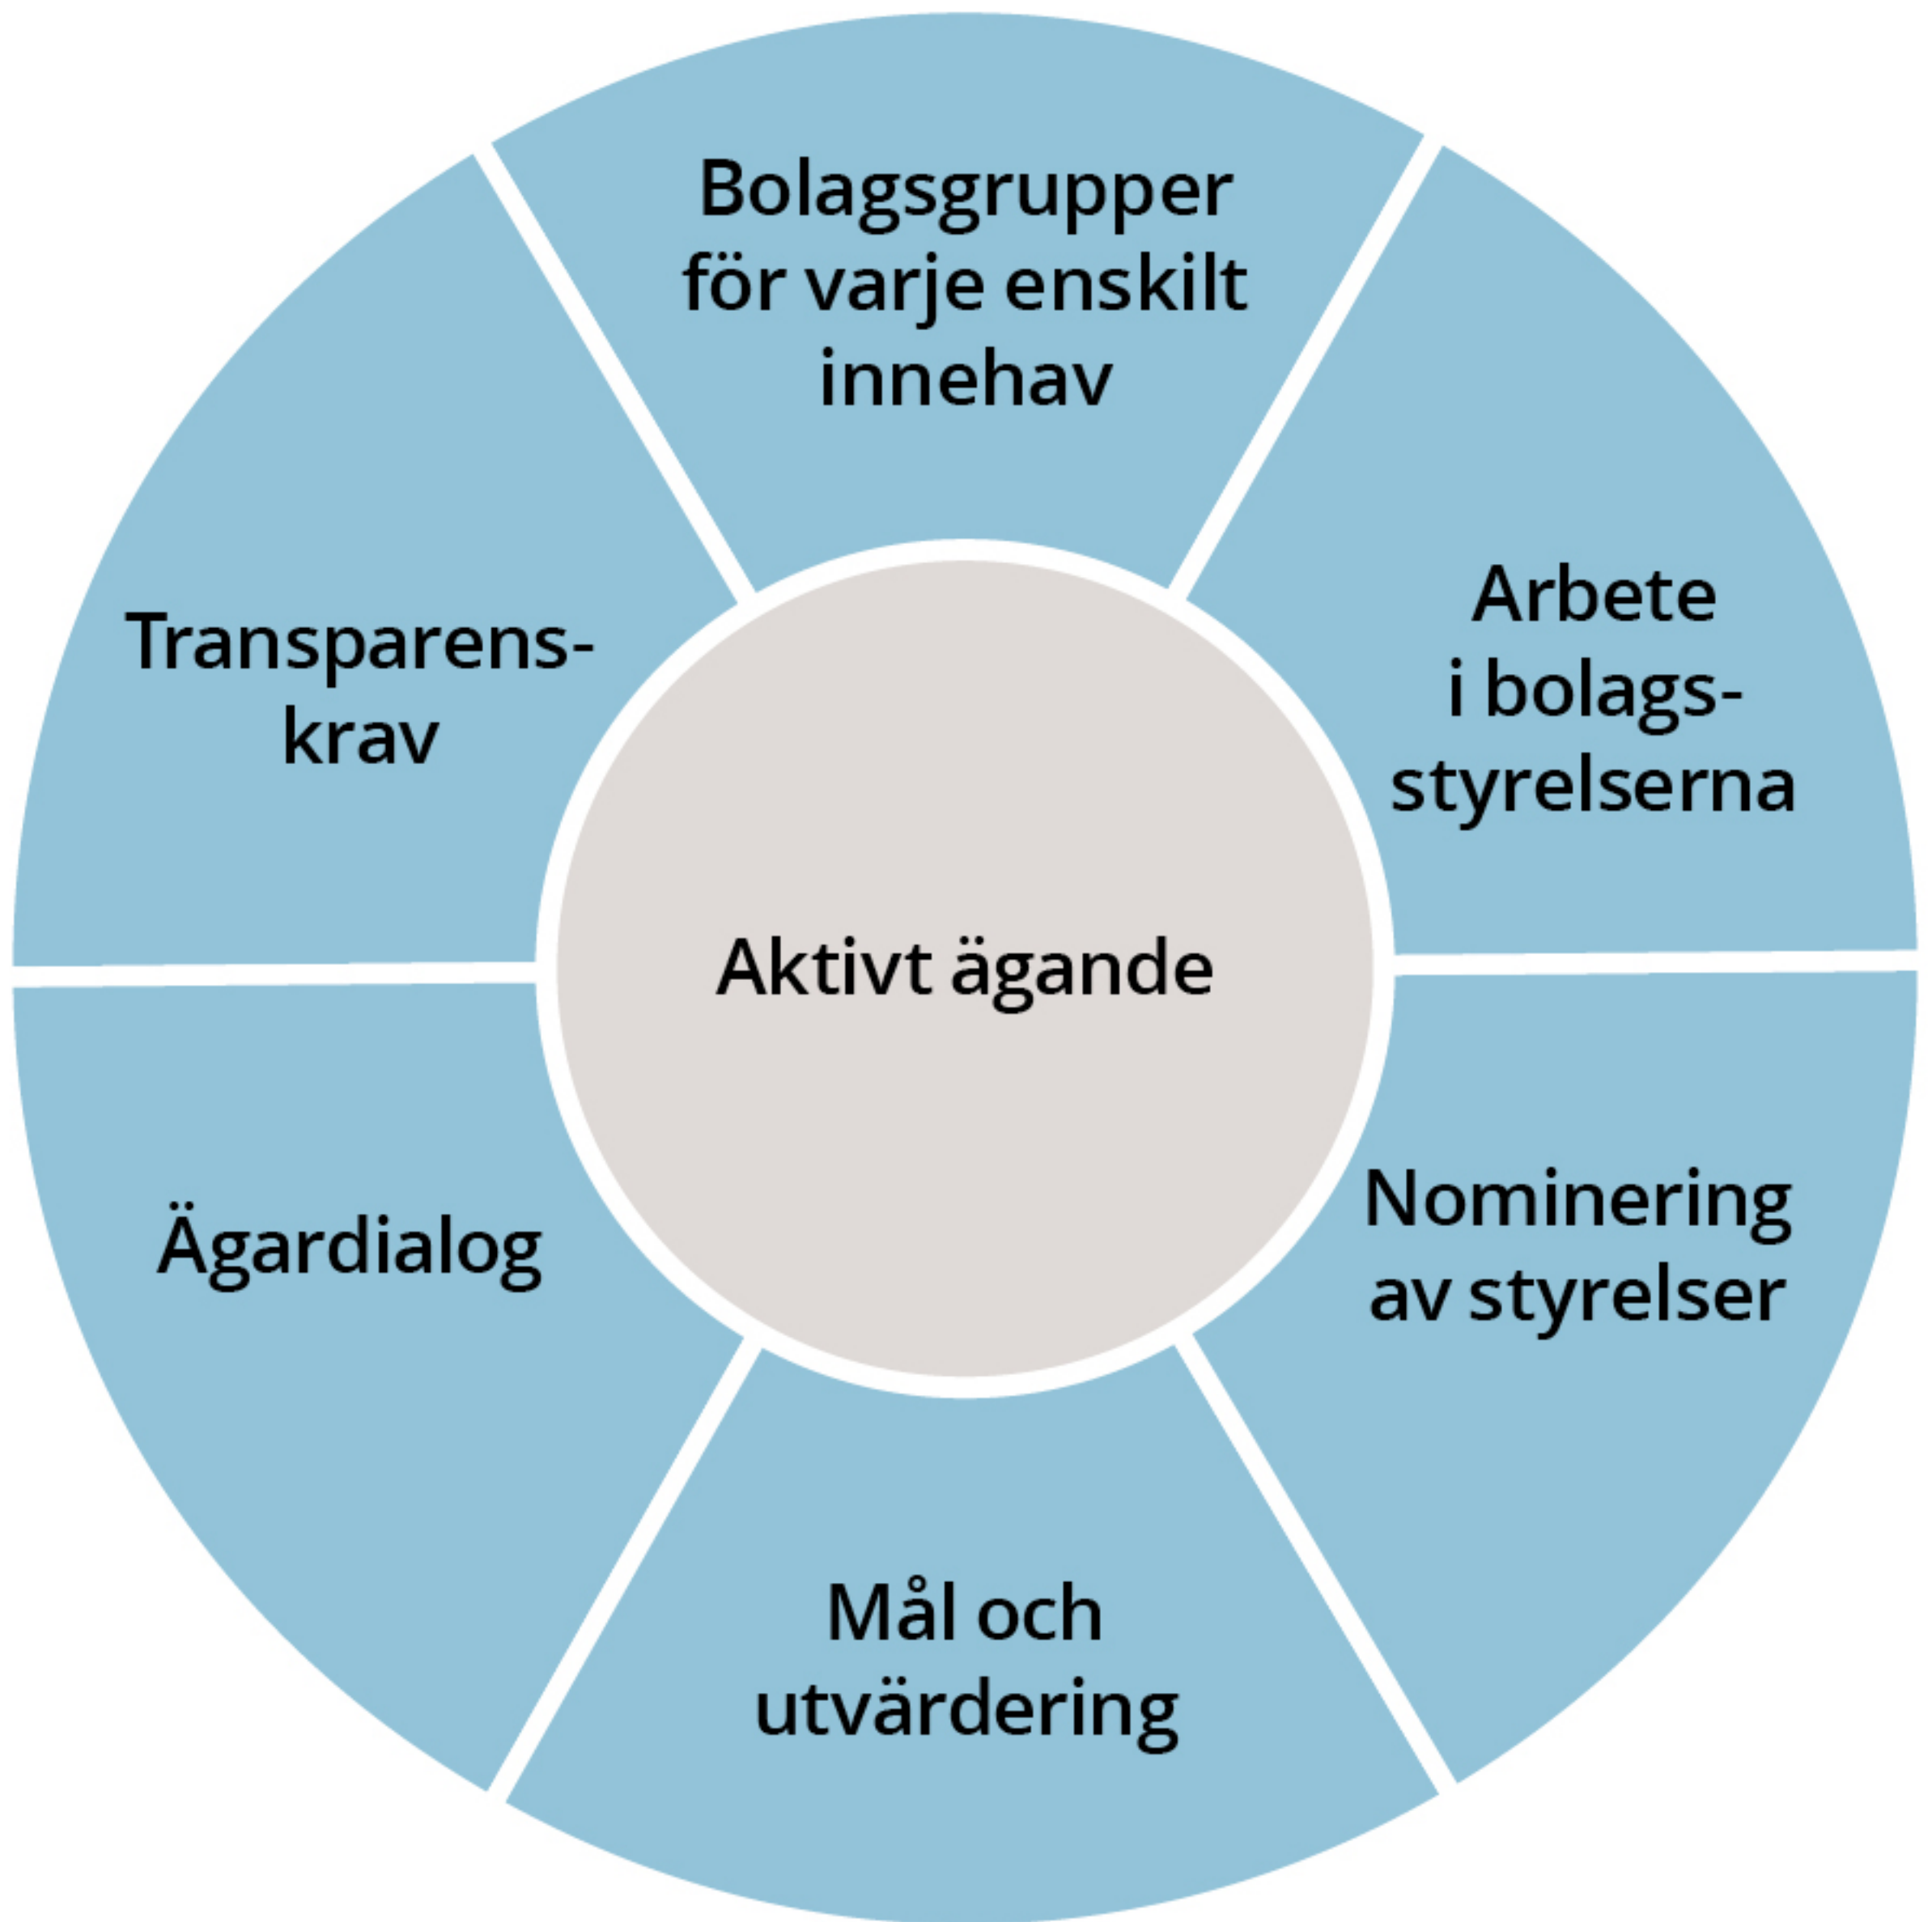 Bolagsgrupper
för varje enskilt
innehav
Arbete
i bolags-
styrelserna
Nominering
av styrelser
Mål och
utvärdering
Ägardialog
Transparens-
krav
Aktivt ägande